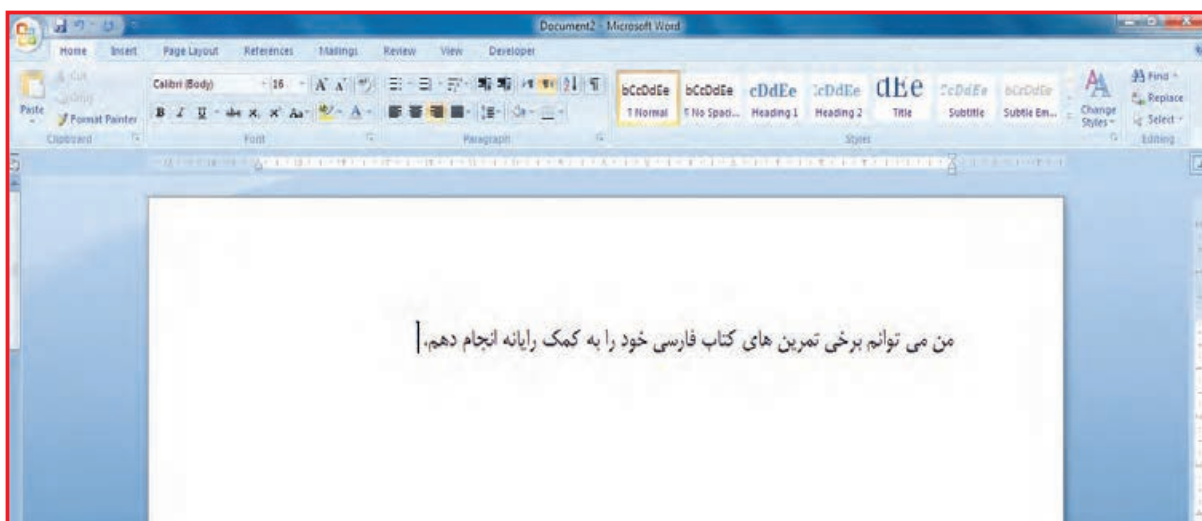 Document2 - Microsoft Word
Home Insert Page Layout References Mailings Review View Developer
Cut
Paste
Format Painter
Clipboard
Calibri (Body) 16
Font
Paragraph
bCcDdEe bCcDdEe cDdEe cDdEe dEe CcDdEe bCcDdEe
¶ Normal ¶ No Spaci... Heading 1 Heading 2 Title Subtitle Subtle Em...
Change Styles
Styles
Find
Replace
Select
Editing
من می توانم برخی تمرین های کتاب فارسی خود را به کمک رایانه انجام دهم.